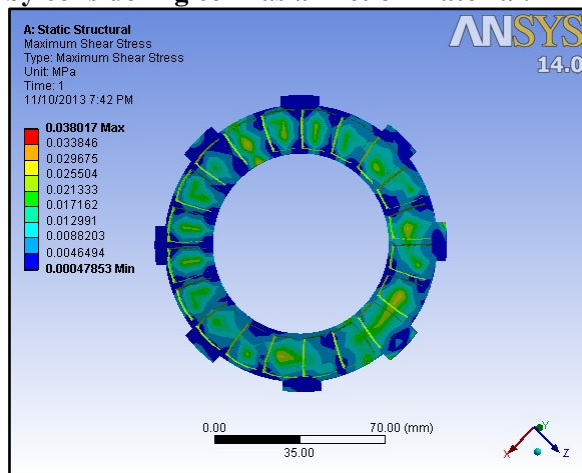 A: Static Structural
Maximum Shear Stress
Type: Maximum Shear Stress
Unit: MPa
Time: 1
11/10/2013 7:42 PM
ANSYS
14.0
0.038017 Max
0.033846
0.029675
0.025504
0.021333
0.017162
0.012991
0.0088203
0.0046494
0.00047853 Min
0.00
70.00 (mm)
35.00
X
Y
Z